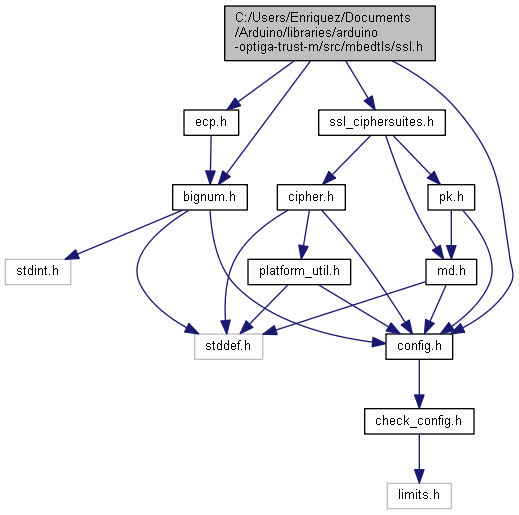 C:/Users/Enriquez/Documents
/Arduino/libraries/arduino
-optiga-trust-m/src/mbedtls/ssl.h
ecp.h
ssl_ciphersuites.h
bignum.h
cipher.h
pk.h
stdint.h
platform_util.h
md.h
stddef.h
config.h
check_config.h
limits.h